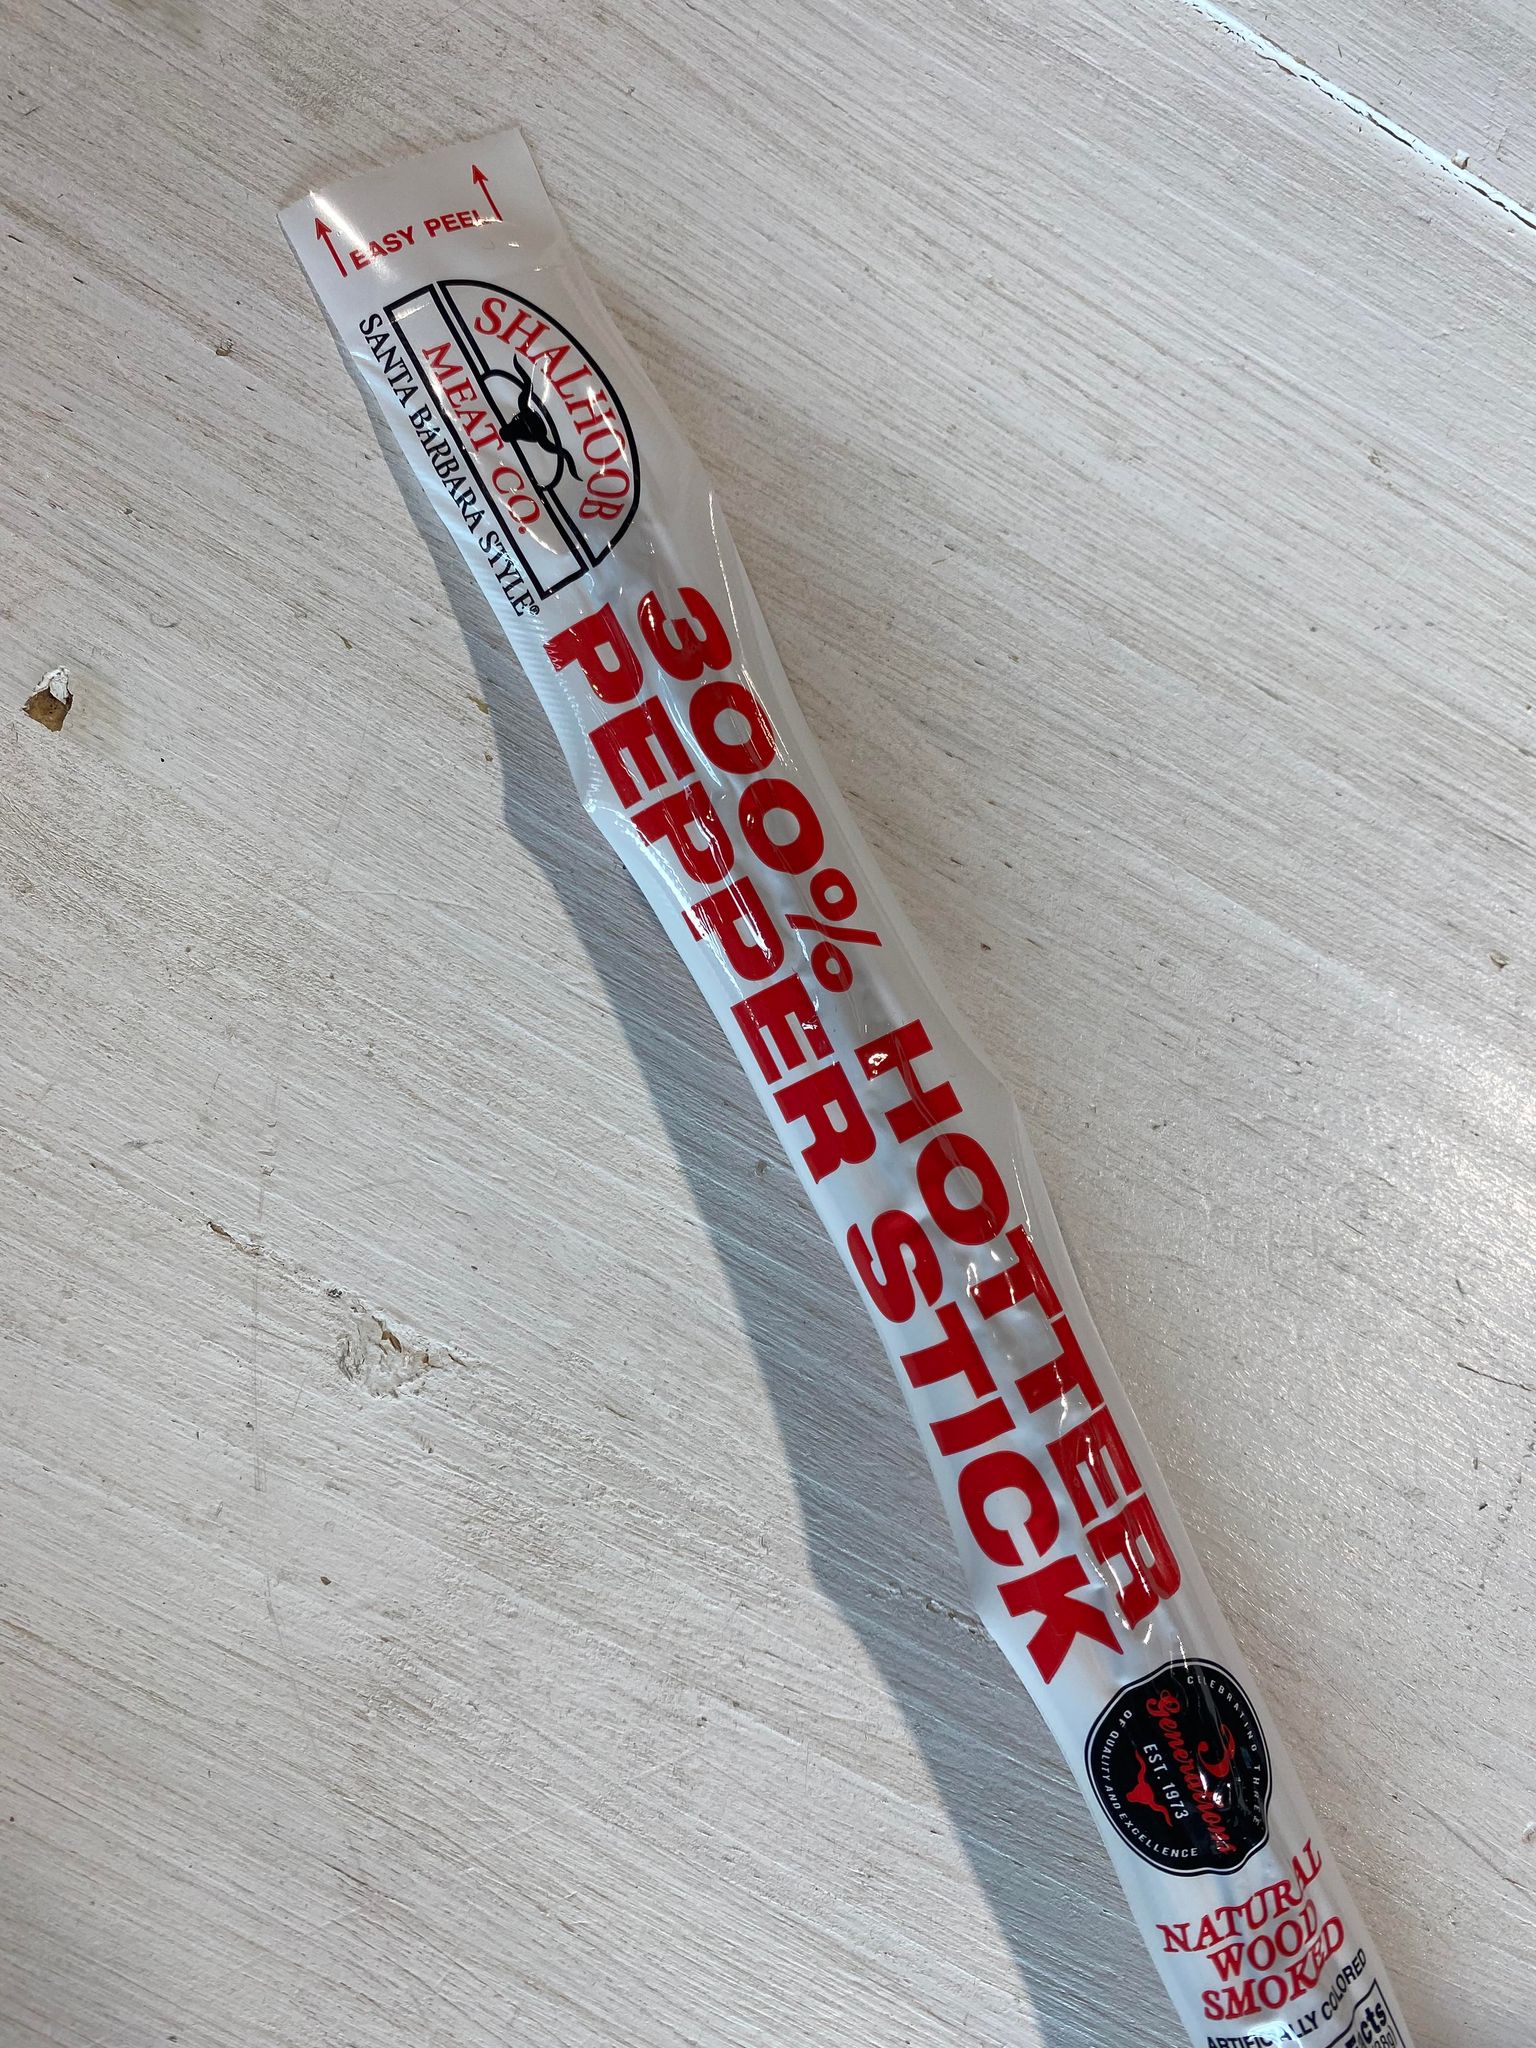 EASY PEEL
SHALHOOB
MEAT CO.
SANTA BARBARA STYLE®
300% HOTTER
PEPPER STICK
CELEBRATING THREE
3
Generations
EST. 1973
OF QUALITY AND EXCELLENCE
NATURAL
WOOD
SMOKED
ARTIFICIALLY COLORED